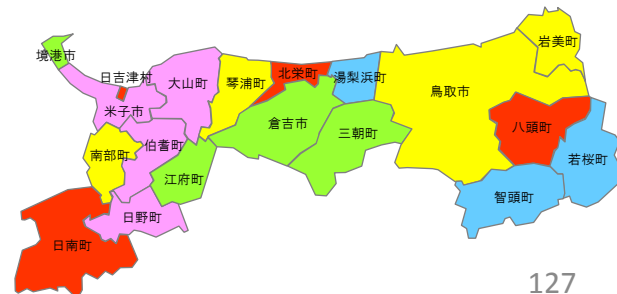 境港市
日吉津村
米子市
大山町
琴浦町
北栄町
湯梨浜町
鳥取市
岩美町
南部町
伯耆町
江府町
倉吉市
三朝町
八頭町
若桜町
智頭町
日野町
日南町
127